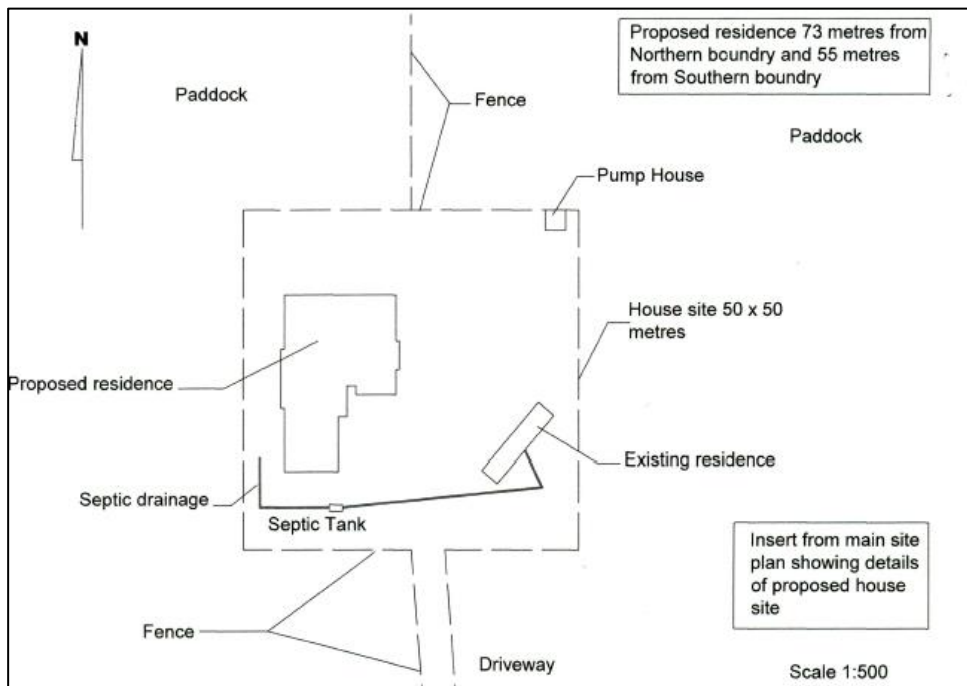 N
Proposed residence 73 metres from
Northern boundry and 55 metres
from Southern boundry
Paddock
Fence
Paddock
Pump House
House site 50 x 50
metres
Proposed residence
Existing residence
Septic drainage
Septic Tank
Insert from main site
plan showing details
of proposed house
site
Fence
Driveway
Scale 1:500